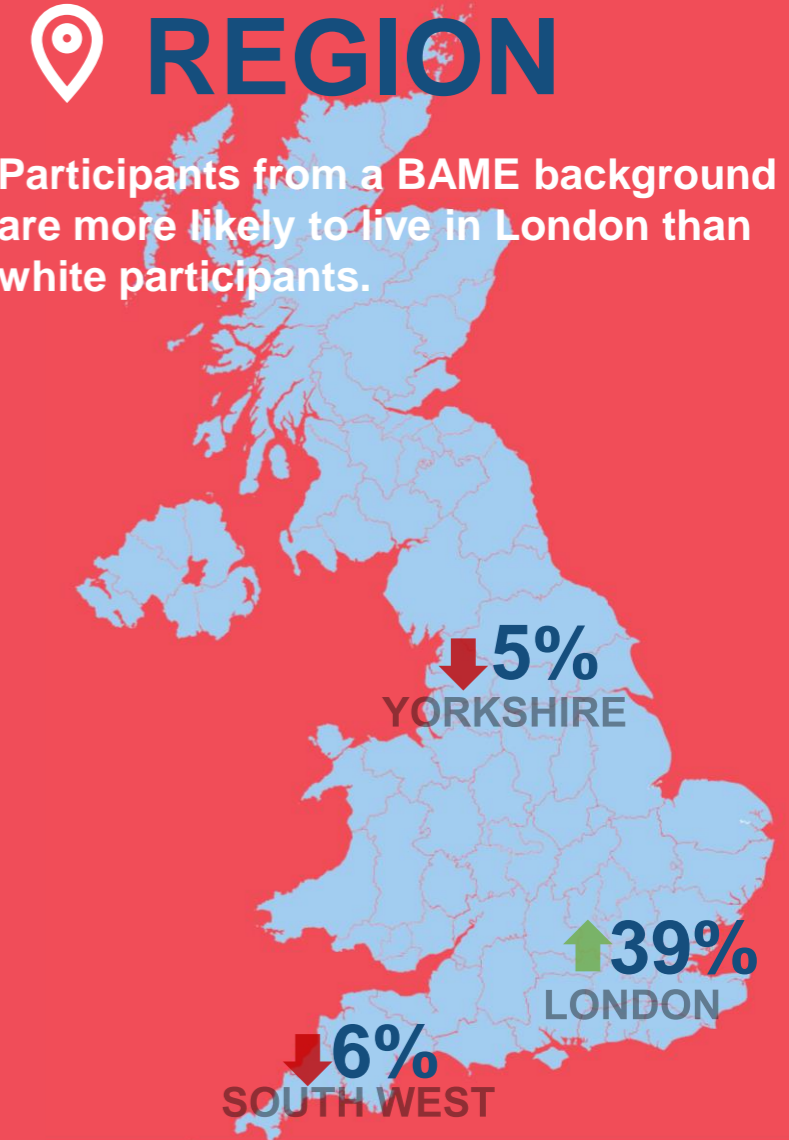 REGION
Participants from a BAME background
are more likely to live in London than
white participants.
5%
YORKSHIRE
39%
LONDON
6%
SOUTH WEST